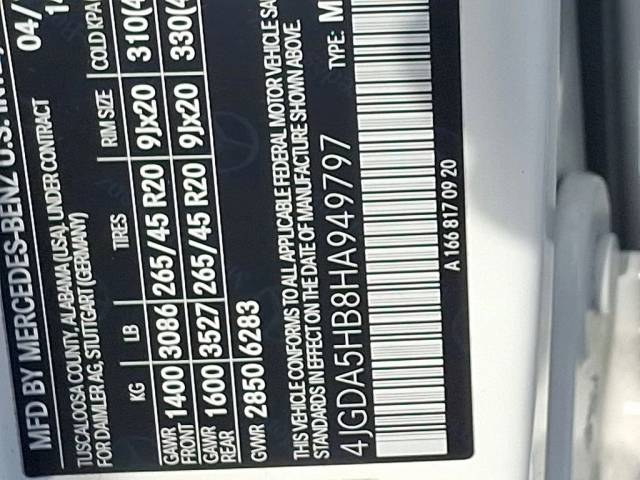 MFD BY MERCEDES-BENZ U.S. INT
04/
TUSCALOOSA COUNTY, ALABAMA (USA) UNDER CONTRACT
FOR DAIMLER AG, STUTTGART (GERMANY)
KG LB TIRES RIM SIZE COLD KPA
GAWR FRONT 1400 3086 265/45 R20 9Jx20 310(4
GAWR REAR 1600 3527 265/45 R20 9Jx20 330(4
GVWR 2850 6283
THIS VEHICLE CONFORMS TO ALL APPLICABLE FEDERAL MOTOR VEHICLE SA
STANDARDS IN EFFECT ON THE DATE OF MANUFACTURE SHOWN ABOVE.
4JGDA5HB8HA949797 TYPE: M
A 166 817 09 20